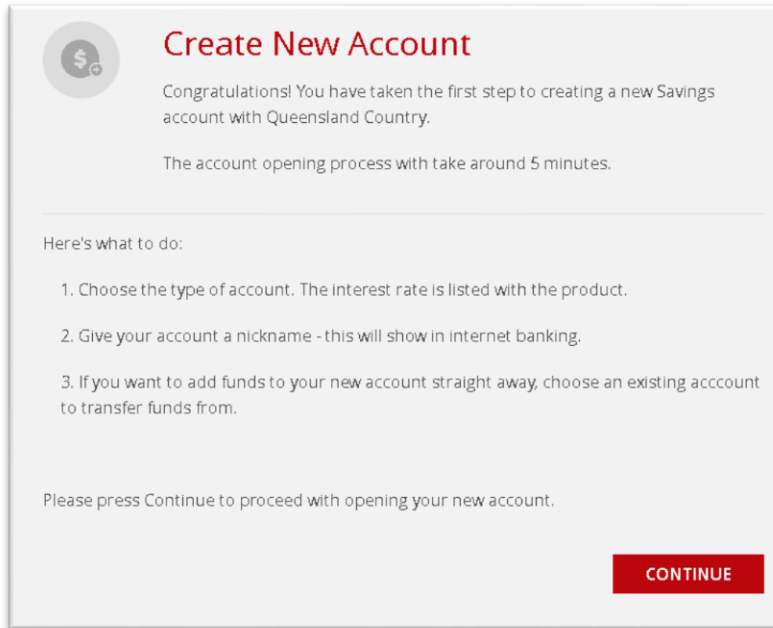 Create New Account
Congratulations! You have taken the first step to creating a new Savings
account with Queensland Country.
The account opening process with take around 5 minutes.
Here's what to do:
1. Choose the type of account. The interest rate is listed with the product.
2. Give your account a nickname - this will show in internet banking.
3. If you want to add funds to your new account straight away, choose an existing acccount
to transfer funds from.
Please press Continue to proceed with opening your new account.
CONTINUE